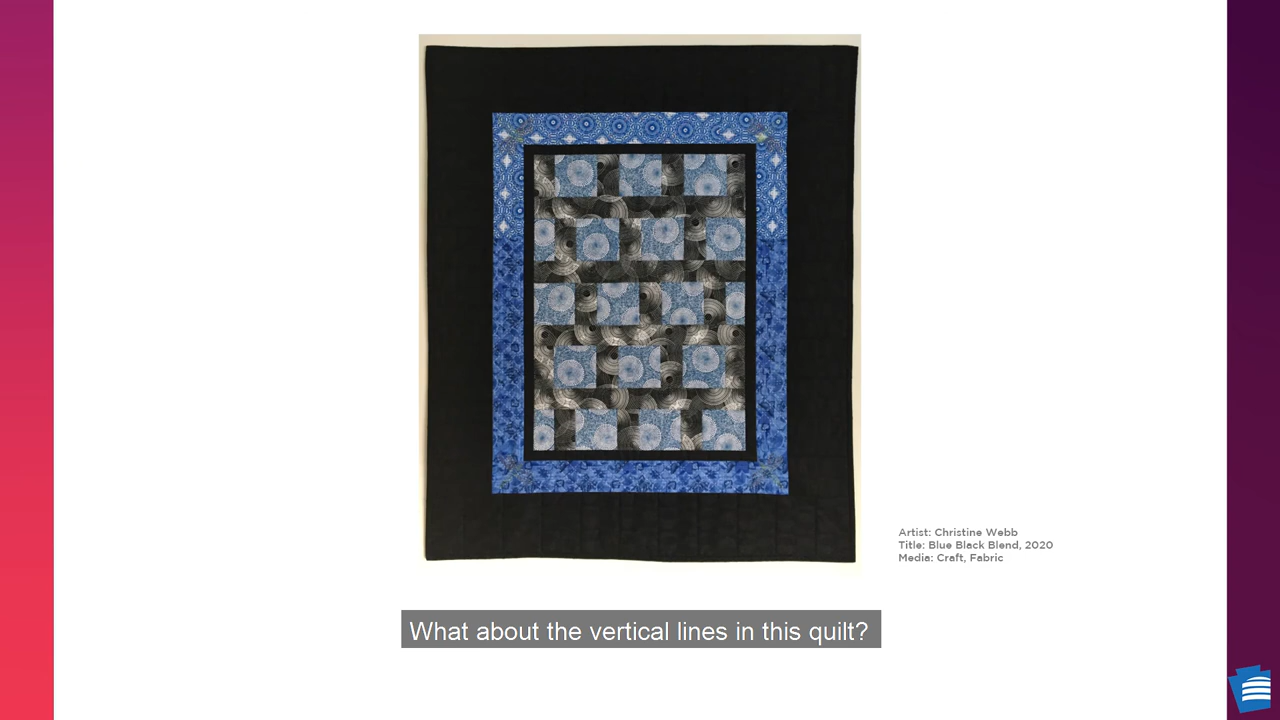 Artist: Christine Webb
Title: Blue Black Blend, 2020
Media: Craft, Fabric
What about the vertical lines in this quilt?